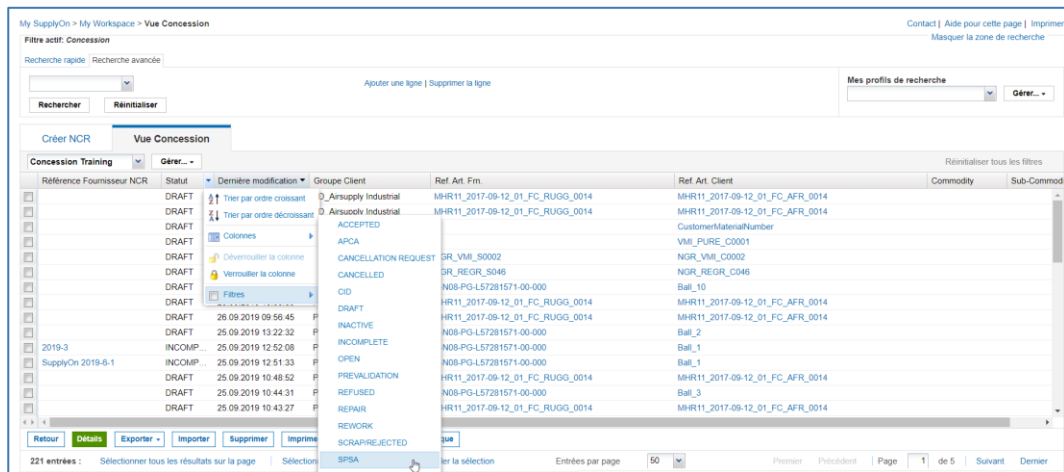 My SupplyOn > My Workspace > Vue Concession
Contact | Aide pour cette page | Imprimer
Filtre actif: Concession
Masquer la zone de recherche
Recherche rapide Recherche avancée
Ajouter une ligne | Supprimer la ligne
Mes profils de recherche
Gérer...
Rechercher Réinitialiser
Créer NCR Vue Concession
Concession Training Gérer... Réinitialiser tous les filtres
Référence Fournisseur NCR Statut Dernière modification Groupe Client Ref. Art. Frn. Ref. Art. Client Commodity Sub-Commod
DRAFT Trier par ordre croissant D_Airsupply Industrial MHR11_2017-09-12_01_FC_RUGG_0014 MHR11_2017-09-12_01_FC_AFR_0014
DRAFT Trier par ordre décroissant D_Airsupply Industrial MHR11_2017-09-12_01_FC_RUGG_0014 MHR11_2017-09-12_01_FC_AFR_0014
DRAFT ACCEPTED CustomerMaterialNumber
DRAFT Colonnes APCA VMI_PURE_C0001
DRAFT Déverrouiller la colonne CANCELLATION REQUEST GR_VMI_S0002 NGR_VMI_C0002
DRAFT Verrouiller la colonne CANCELLED GR_REGR_S046 NGR_REGR_C046
DRAFT Filtres CID N08-PG-L57281571-00-000 Ball_10
DRAFT DRAFT HR11_2017-09-12_01_FC_RUGG_0014 MHR11_2017-09-12_01_FC_AFR_0014
DRAFT 26.09.2019 09:56:45 P INACTIVE HR11_2017-09-12_01_FC_RUGG_0014 MHR11_2017-09-12_01_FC_AFR_0014
DRAFT 25.09.2019 13:22:32 P N08-PG-L57281571-00-000 Ball_2
2019-3 INCOMP... 25.09.2019 12:52:08 P INCOMPLETE N08-PG-L57281571-00-000 Ball_1
SupplyOn 2019-6-1 INCOMP... 25.09.2019 12:51:33 P OPEN N08-PG-L57281571-00-000 Ball_1
DRAFT 25.09.2019 10:48:52 P PREVALIDATION HR11_2017-09-12_01_FC_RUGG_0014 MHR11_2017-09-12_01_FC_AFR_0014
DRAFT 25.09.2019 10:44:31 P REFUSED N08-PG-L57281571-00-000 Ball_3
DRAFT 25.09.2019 10:43:27 P REPAIR HR11_2017-09-12_01_FC_RUGG_0014 MHR11_2017-09-12_01_FC_AFR_0014
REWORK
Retour Détails Exporter Importer Supprimer Imprime SCRAP/REJECTED que
221 entrées : Sélectionner tous les résultats sur la page Sélection SPSA er la sélection Entrées par page 50 Premier Précédent Page 1 de 5 Suivant Dernier